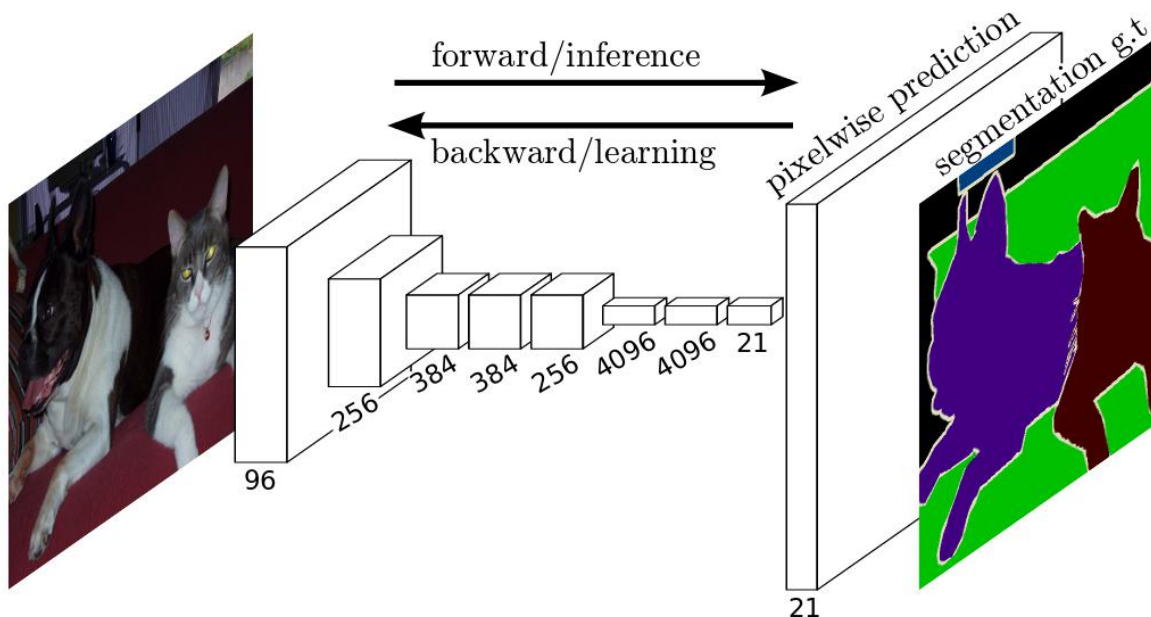 forward/inference
backward/learning
pixelwise prediction
segmentation g.t
96
256
384
384
256
4096
4096
21
21